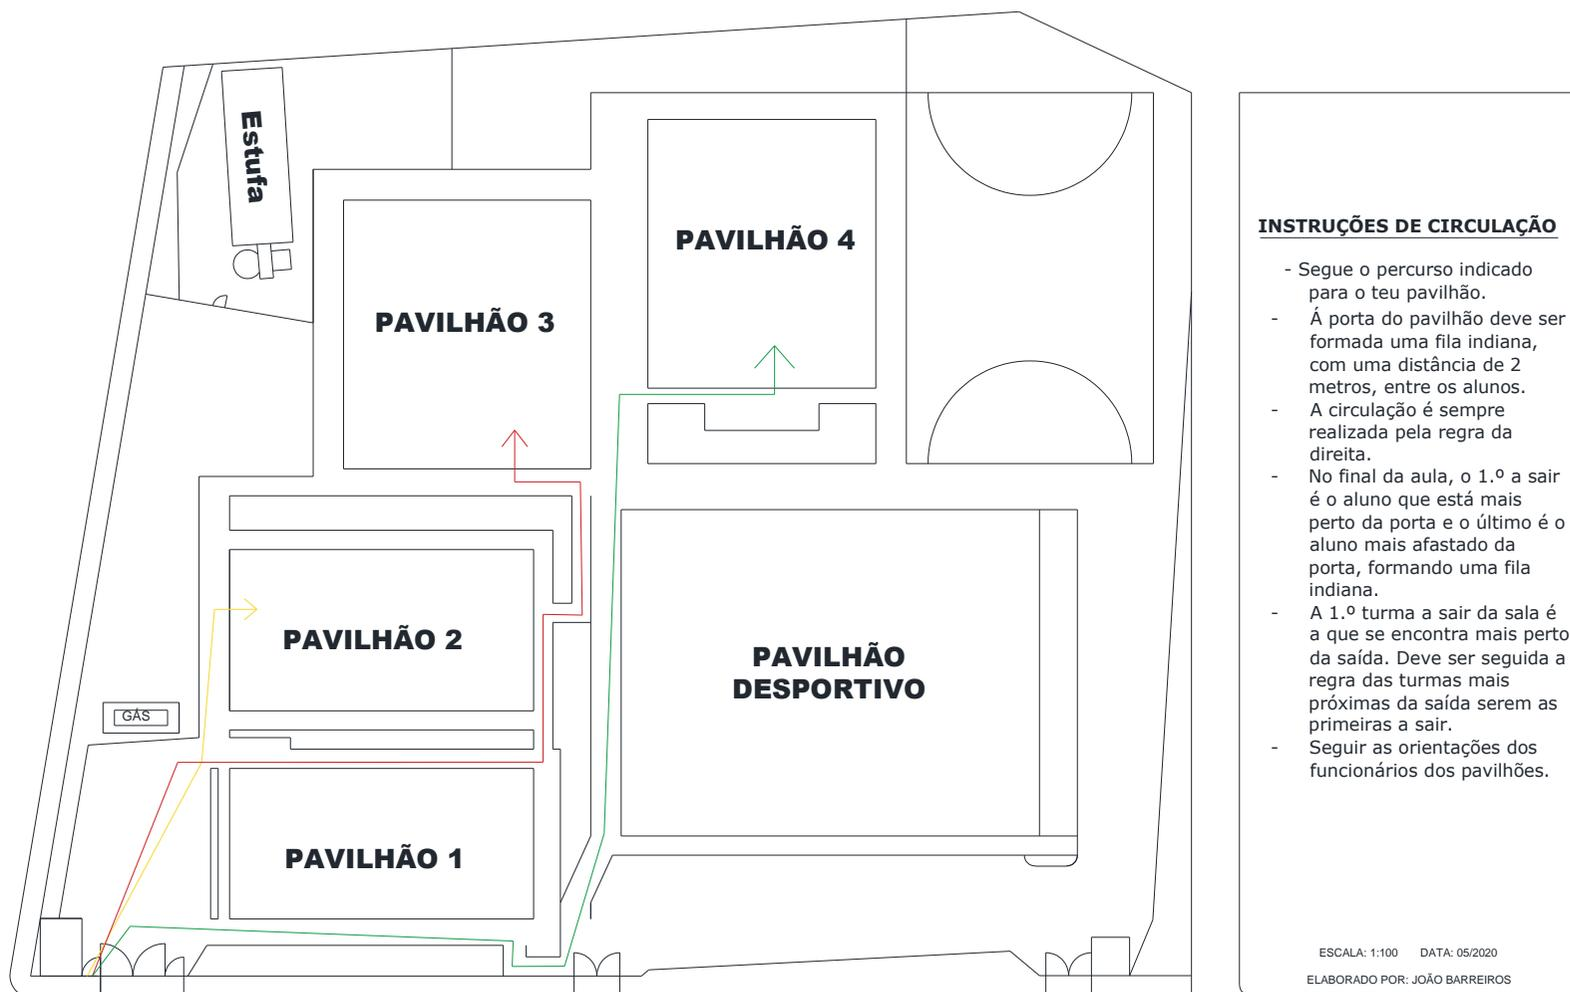 Estufa
PAVILHÃO 4
PAVILHÃO 3
PAVILHÃO 2
PAVILHÃO
DESPORTIVO
GÁS
PAVILHÃO 1
INSTRUÇÕES DE CIRCULAÇÃO
- Segue o percurso indicado
para o teu pavilhão.
- Á porta do pavilhão deve ser
formada uma fila indiana,
com uma distância de 2
metros, entre os alunos.
- A circulação é sempre
realizada pela regra da
direita.
- No final da aula, o 1.º a sair
é o aluno que está mais
perto da porta e o último é o
aluno mais afastado da
porta, formando uma fila
indiana.
- A 1.º turma a sair da sala é
a que se encontra mais perto
da saída. Deve ser seguida a
regra das turmas mais
próximas da saída serem as
primeiras a sair.
- Seguir as orientações dos
funcionários dos pavilhões.
ESCALA: 1:100 DATA: 05/2020
ELABORADO POR: JOÃO BARREIROS